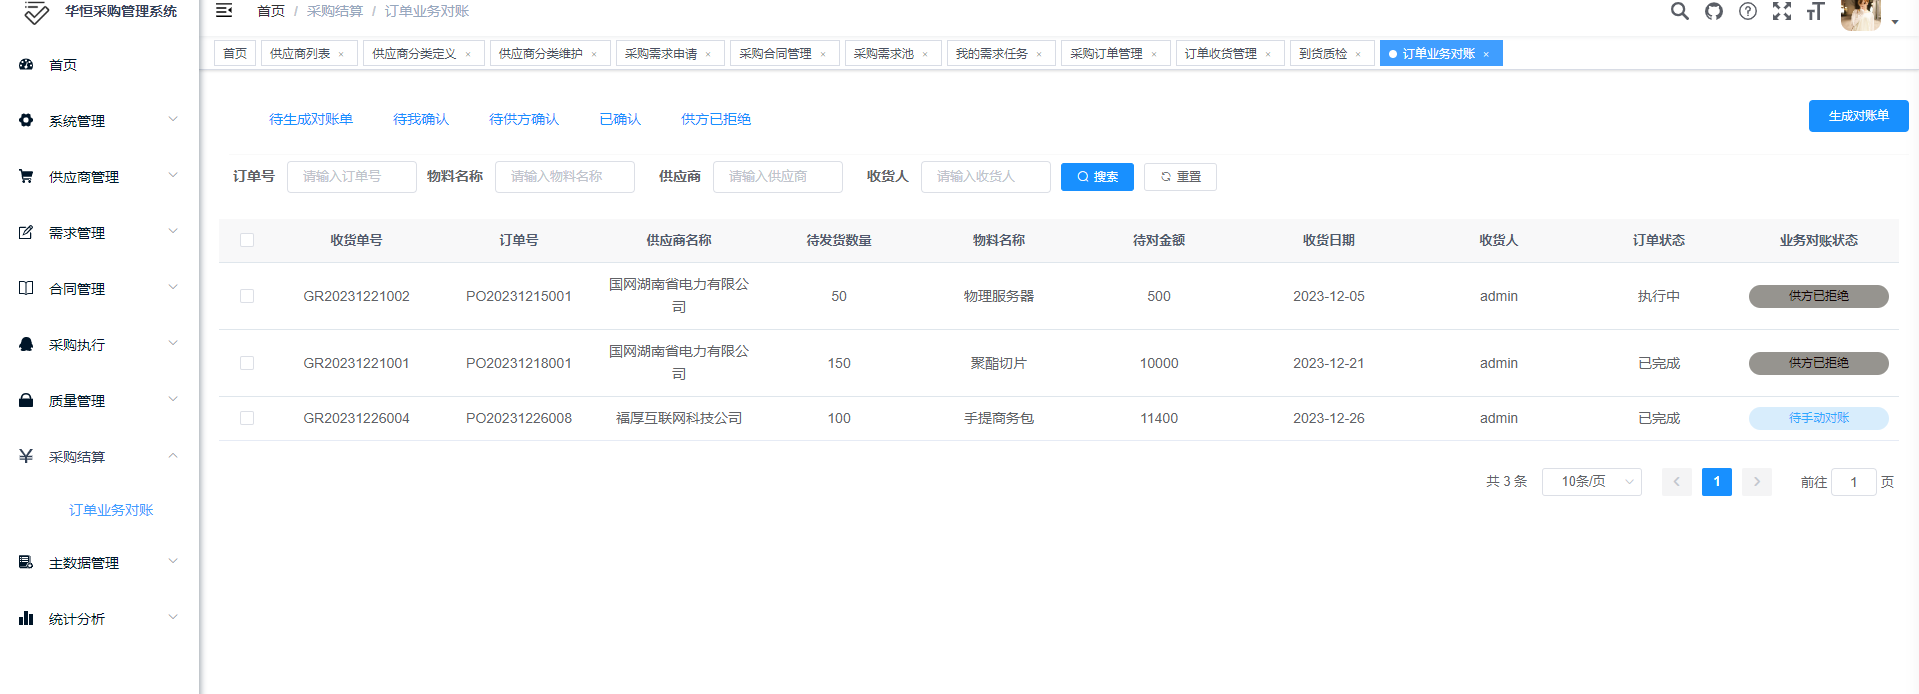 华恒采购管理系统
首页 / 采购结算 / 订单业务对账
首页
供应商列表 ×
供应商分类定义 ×
供应商分类维护 ×
采购需求申请 ×
采购合同管理 ×
采购需求池 ×
我的需求任务 ×
采购订单管理 ×
订单收货管理 ×
到货质检 ×
订单业务对账 ×
首页
系统管理
供应商管理
需求管理
合同管理
采购执行
质量管理
采购结算
订单业务对账
主数据管理
统计分析
待生成对账单 待我确认 待供方确认 已确认 供方已拒绝
生成对账单
订单号 请输入订单号 物料名称 请输入物料名称 供应商 请输入供应商 收货人 请输入收货人 搜索 重置
收货单号 订单号 供应商名称 待发货数量 物料名称 待对金额 收货日期 收货人 订单状态 业务对账状态
GR20231221002 PO20231215001 国网湖南省电力有限公
司 50 物理服务器 500 2023-12-05 admin 执行中 供方已拒绝
GR20231221001 PO20231218001 国网湖南省电力有限公
司 150 聚酯切片 10000 2023-12-21 admin 已完成 供方已拒绝
GR20231226004 PO20231226008 福厚互联网科技公司 100 手提商务包 11400 2023-12-26 admin 已完成 待手动对账
共 3 条 10条/页 1 前往 1 页